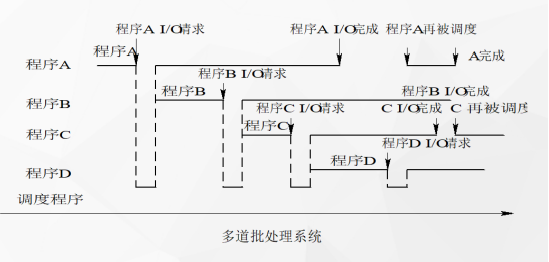 程序A I/O请求
程序A I/O完成
程序A再被调度
程序A
A完成
程序A
程序B I/O请求
程序B
程序B I/O完成
程序B
程序C I/O请求
C I/O完成
C 再被调度
程序C
程序C
程序D I/O请求
程序D
程序D
调度程序
多道批处理系统